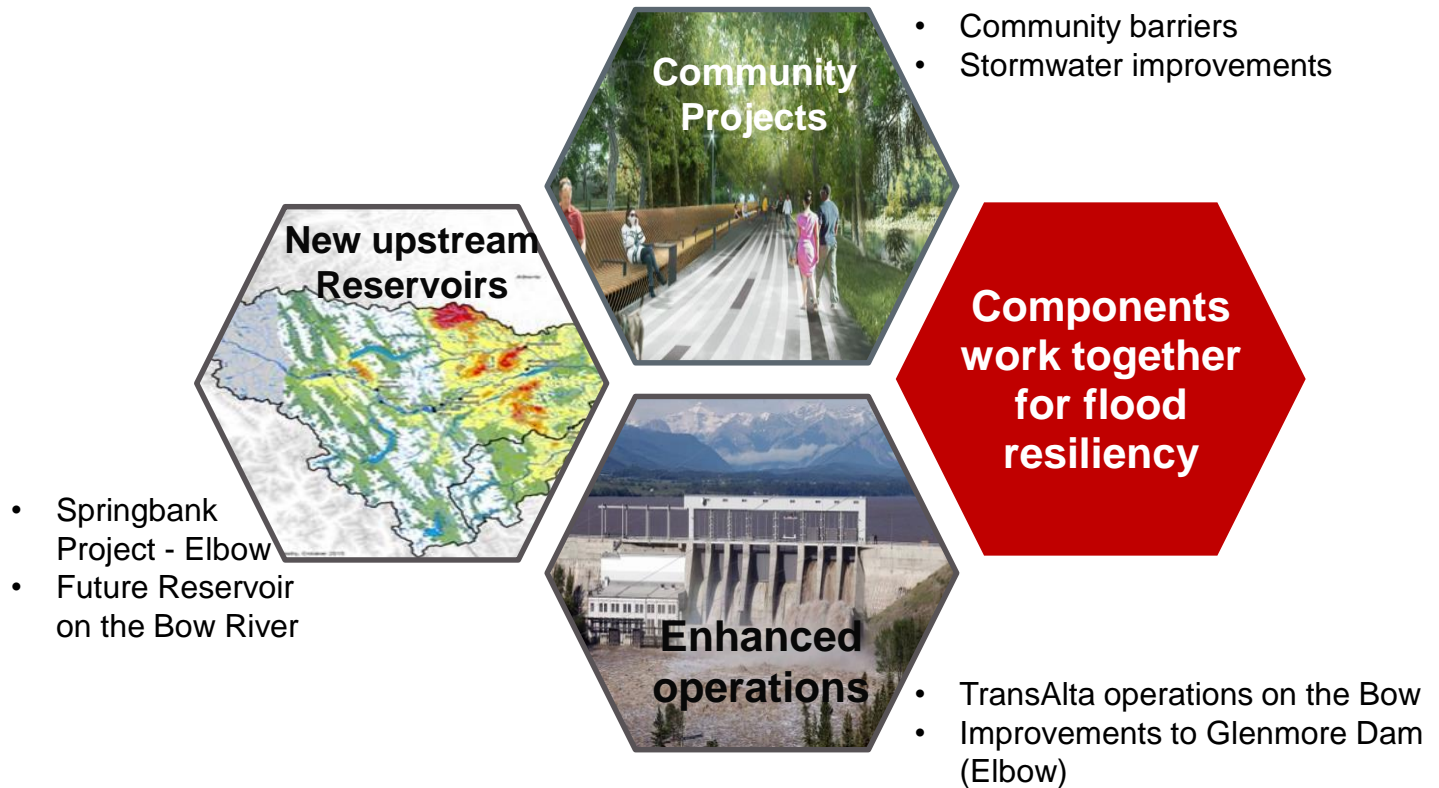 Community
Projects
• Community barriers
• Stormwater improvements
New upstream
Reservoirs
• Springbank
Project - Elbow
• Future Reservoir
on the Bow River
Components
work together
for flood
resiliency
Enhanced
operations
• TransAlta operations on the Bow
• Improvements to Glenmore Dam
(Elbow)